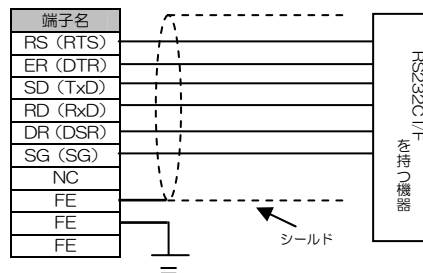 端子名
RS (RTS)
ER (DTR)
SD (TxD)
RD (RxD)
DR (DSR)
SG (SG)
NC
FE
FE
FE
シールド
RS232C I/F
を持つ機器